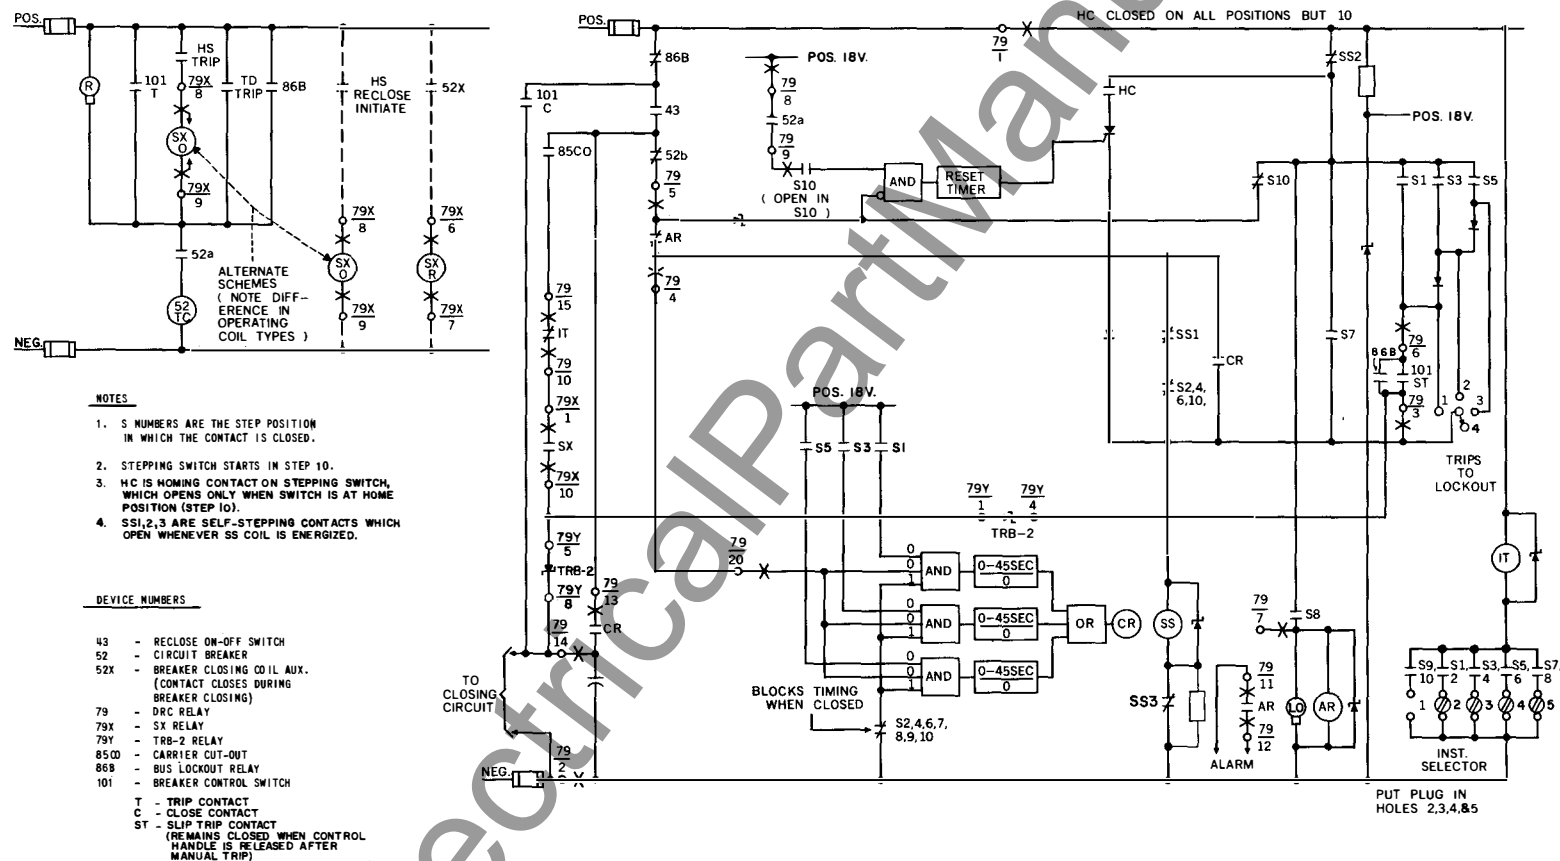 POS.
R
101
T
HS
TRIP
79X
8
SX
O
79X
9
TD
TRIP
86B
HS
RECLOSE
INITIATE
52X
52a
52
TC
ALTERNATE
SCHEMES
( NOTE DIFF-
ERENCE IN
OPERATING
COIL TYPES )
79X
8
SX
O
79X
9
79X
6
SX
R
79X
7
NEG.
NOTES
1. S NUMBERS ARE THE STEP POSITION
IN WHICH THE CONTACT IS CLOSED.
2. STEPPING SWITCH STARTS IN STEP 10.
3. HC IS HOMING CONTACT ON STEPPING SWITCH,
WHICH OPENS ONLY WHEN SWITCH IS AT HOME
POSITION (STEP 10).
4. SS1,2,3 ARE SELF-STEPPING CONTACTS WHICH
OPEN WHENEVER SS COIL IS ENERGIZED.
DEVICE NUMBERS
43 - RECLOSE ON-OFF SWITCH
52 - CIRCUIT BREAKER
52X - BREAKER CLOSING COIL AUX.
(CONTACT CLOSES DURING
BREAKER CLOSING)
79 - DRC RELAY
79X - SX RELAY
79Y - TRB-2 RELAY
85CO - CARRIER CUT-OUT
86B - BUS LOCKOUT RELAY
101 - BREAKER CONTROL SWITCH
T - TRIP CONTACT
C - CLOSE CONTACT
ST - SLIP TRIP CONTACT
(REMAINS CLOSED WHEN CONTROL
HANDLE IS RELEASED AFTER
MANUAL TRIP)
POS.
79
1
HC CLOSED ON ALL POSITIONS BUT 10
86B
101
C
43
85CO
52b
79
5
AR
79
4
POS. 18V.
79
8
52a
79
9
S10
( OPEN IN
S10 )
AND
RESET
TIMER
HC
SS2
POS. 18V.
S10
S1
S3
S5
79
15
IT
79
10
79X
1
SX
79X
10
SS1
S2,4,
6,10,
CR
S7
86B
79
6
101
ST
79
3
1
2
3
4
TRIPS
TO
LOCKOUT
POS. 18V.
S5
S3
S1
79Y
1
79Y
4
TRB-2
79Y
5
TRB-2
79Y
8
79
13
CR
79
14
79
20
0
0
1
AND
0-45SEC
0
0
0
1
AND
0-45SEC
0
0
0
1
AND
0-45SEC
0
OR
CR
SS
79
7
S8
IT
TO
CLOSING
CIRCUIT
BLOCKS TIMING
WHEN CLOSED
S2,4,6,7,
8,9,10
SS3
79
11
AR
79
12
ALARM
LO
AR
S9,
10
S1,
2
S3,
4
S5,
6
S7,
8
1
2
3
4
5
INST.
SELECTOR
79
2
NEG.
PUT PLUG IN
HOLES 2,3,4,&5
ElectricalPartManu